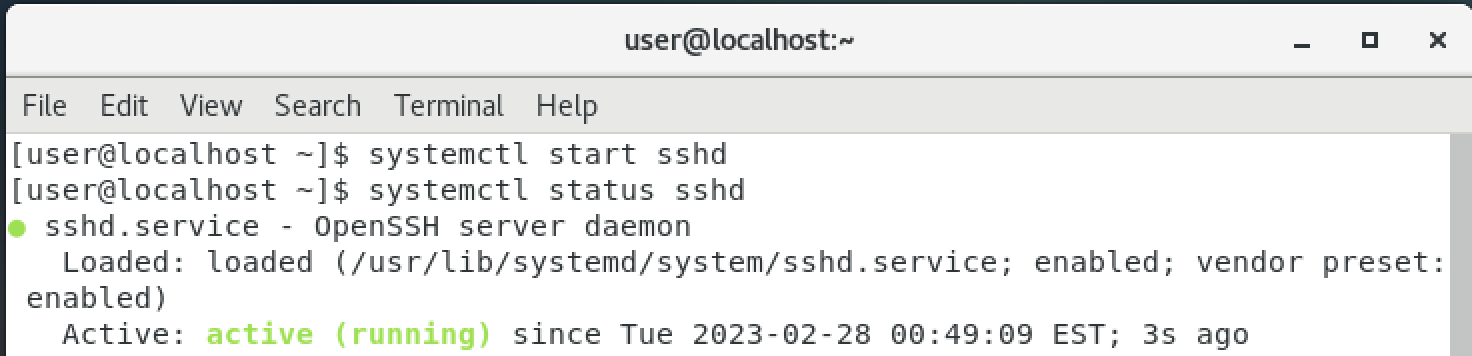 user@localhost:~
File Edit View Search Terminal Help
[user@localhost ~]$ systemctl start sshd
[user@localhost ~]$ systemctl status sshd
● sshd.service - OpenSSH server daemon
   Loaded: loaded (/usr/lib/systemd/system/sshd.service; enabled; vendor preset:
 enabled)
   Active: active (running) since Tue 2023-02-28 00:49:09 EST; 3s ago